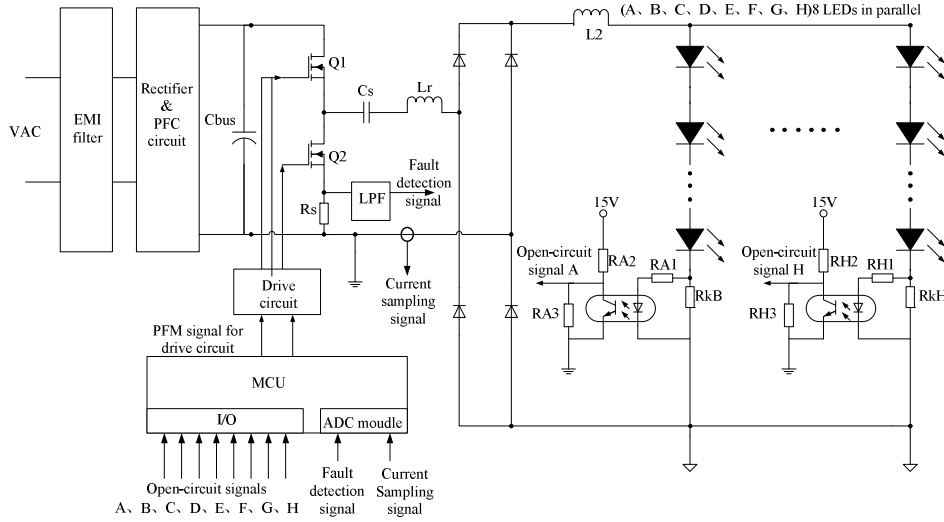 (A、B、C、D、E、F、G、H)8 LEDs in parallel
L2
VAC
EMI
filter
Rectifier
&
PFC
circuit
Cbus
Q1
Cs
Lr
Q2
Rs
LPF
Fault
detection
signal
Current
sampling
signal
Drive
circuit
PFM signal for
drive circuit
MCU
I/O
ADC moudle
Open-circuit signals
A、B、C、D、E、F、G、H
Fault
detection
signal
Current
Sampling
signal
15V
Open-circuit
signal A
RA2
RA1
RA3
RkB
15V
Open-circuit
signal H
RH2
RH1
RH3
RkH